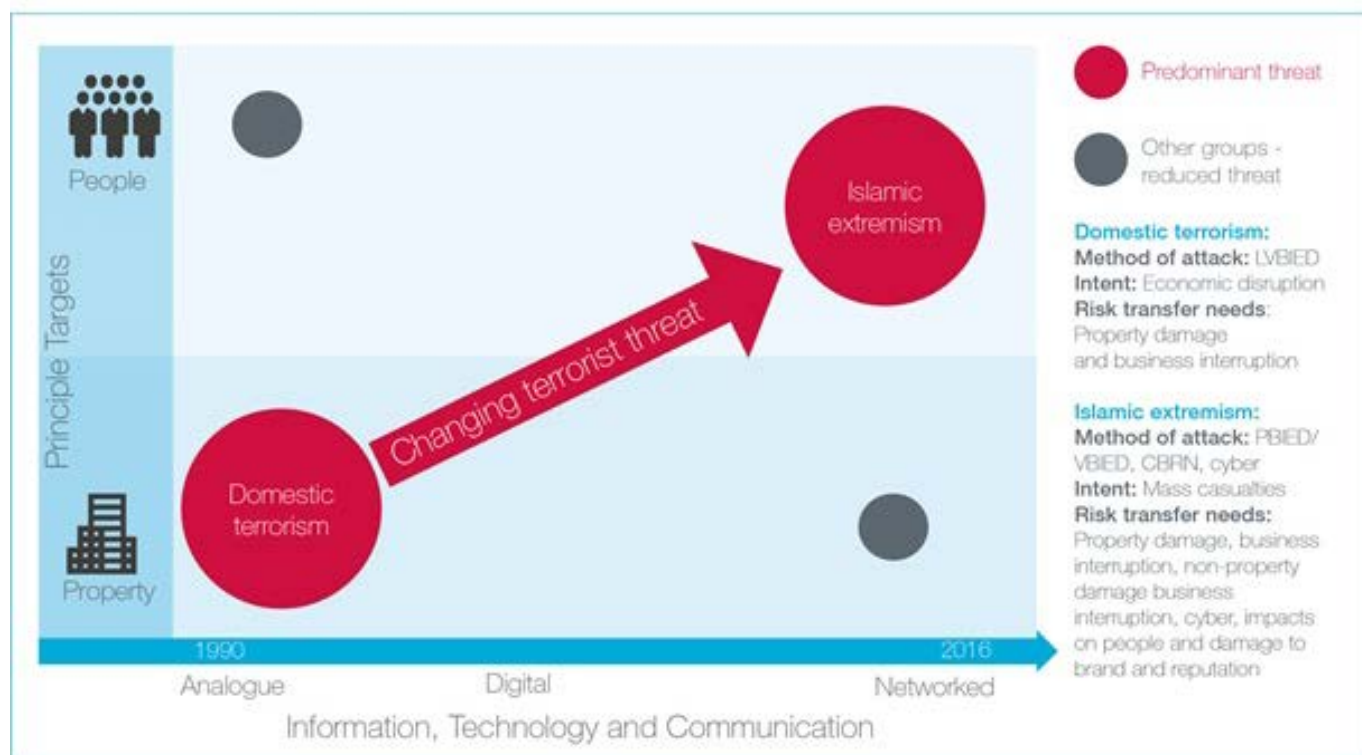 People
Principle Targets
Property
Islamic
extremism
Changing terrorist threat
Domestic
terrorism
1990
2016
Analogue
Digital
Networked
Information, Technology and Communication
Predominant threat
Other groups -
reduced threat
Domestic terrorism:
Method of attack: LVBIED
Intent: Economic disruption
Risk transfer needs:
Property damage
and business interruption
Islamic extremism:
Method of attack: PBIED/
VBIED, CBRN, cyber
Intent: Mass casualties
Risk transfer needs:
Property damage, business
interruption, non-property
damage business
interruption, cyber, impacts
on people and damage to
brand and reputation